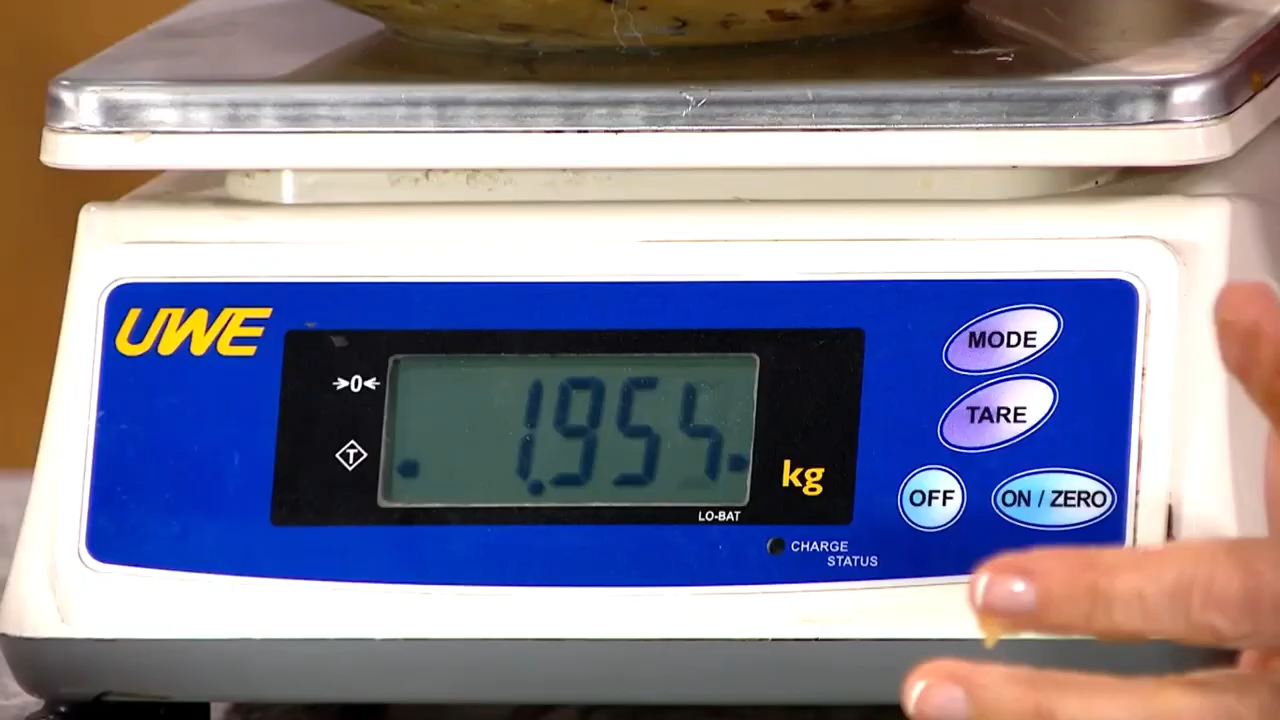 UWE
→0←
T
1.954
kg
LO-BAT
CHARGE
STATUS
MODE
TARE
OFF
ON / ZERO